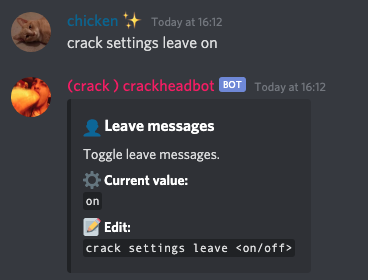 chicken ✨ Today at 16:12
crack settings leave on
(crack ) crackheadbot BOT Today at 16:12
👤 Leave messages
Toggle leave messages.
⚙️ Current value:
on
📝 Edit:
crack settings leave <on/off>